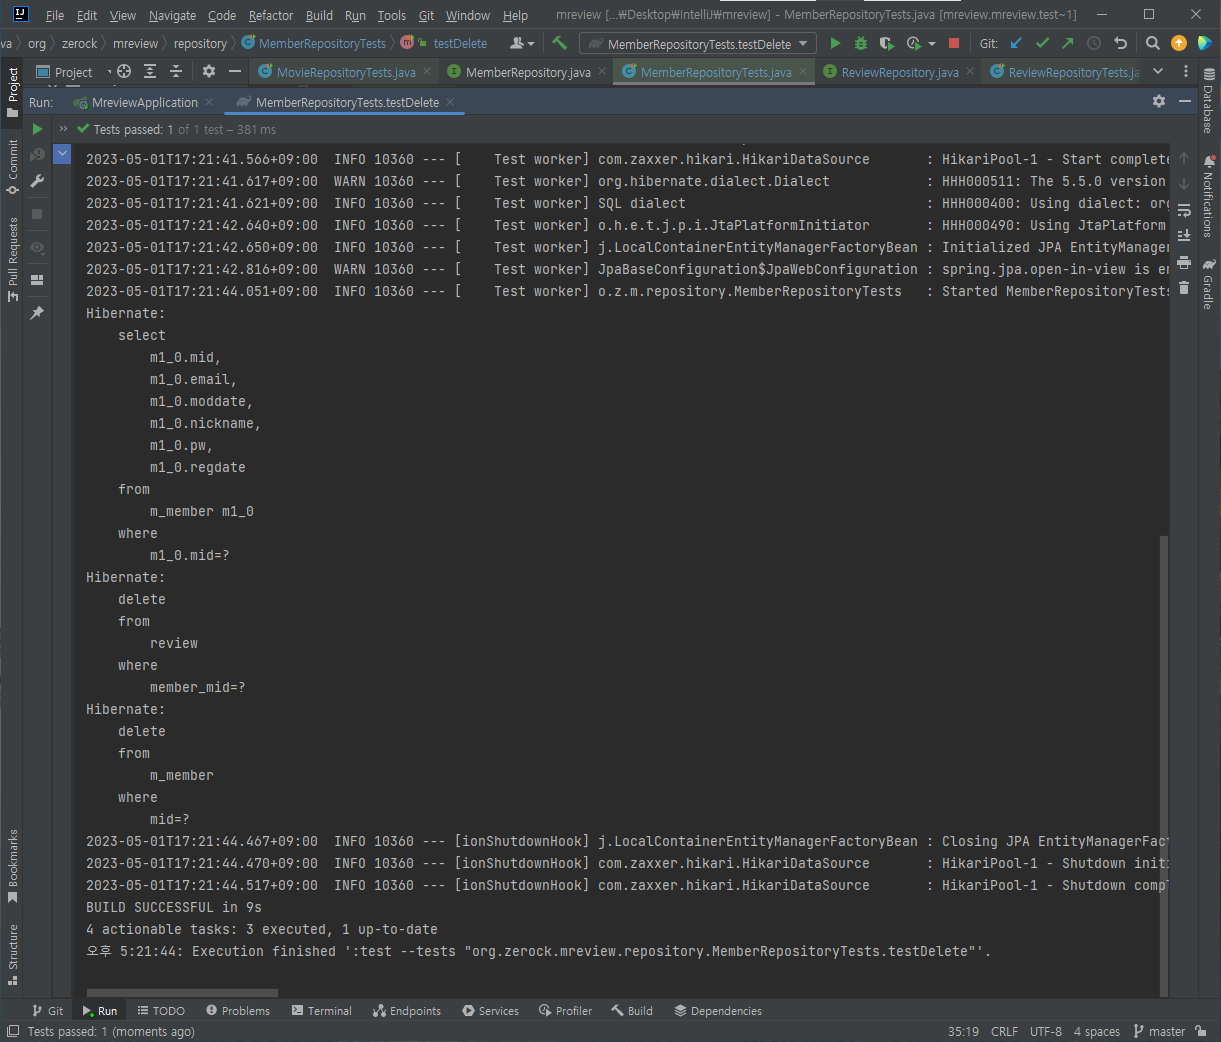 File Edit View Navigate Code Refactor Build Run Tools Git Window Help mreview [...₩Desktop₩IntelliJ₩mreview] - MemberRepositoryTests.java [mreview.mreview.test~1]
va org zerock mreview repository MemberRepositoryTests testDelete MemberRepositoryTests.testDelete Git:
Project MovieRepositoryTests.java MemberRepository.java MemberRepositoryTests.java ReviewRepository.java ReviewRepositoryTests.ja
Run: MreviewApplication MemberRepositoryTests.testDelete
Tests passed: 1 of 1 test – 381 ms
2023-05-01T17:21:41.566+09:00 INFO 10360 --- [ Test worker] com.zaxxer.hikari.HikariDataSource : HikariPool-1 - Start complete
2023-05-01T17:21:41.617+09:00 WARN 10360 --- [ Test worker] org.hibernate.dialect.Dialect : HHH000511: The 5.5.0 version
2023-05-01T17:21:41.621+09:00 INFO 10360 --- [ Test worker] SQL dialect : HHH000400: Using dialect: org
2023-05-01T17:21:42.640+09:00 INFO 10360 --- [ Test worker] o.h.e.t.j.p.i.JtaPlatformInitiator : HHH000490: Using JtaPlatform
2023-05-01T17:21:42.650+09:00 INFO 10360 --- [ Test worker] j.LocalContainerEntityManagerFactoryBean : Initialized JPA EntityManager
2023-05-01T17:21:42.816+09:00 WARN 10360 --- [ Test worker] JpaBaseConfiguration$JpaWebConfiguration : spring.jpa.open-in-view is en
2023-05-01T17:21:44.051+09:00 INFO 10360 --- [ Test worker] o.z.m.repository.MemberRepositoryTests : Started MemberRepositoryTests
Hibernate:
select
m1_0.mid,
m1_0.email,
m1_0.moddate,
m1_0.nickname,
m1_0.pw,
m1_0.regdate
from
m_member m1_0
where
m1_0.mid=?
Hibernate:
delete
from
review
where
member_mid=?
Hibernate:
delete
from
m_member
where
mid=?
2023-05-01T17:21:44.467+09:00 INFO 10360 --- [ionShutdownHook] j.LocalContainerEntityManagerFactoryBean : Closing JPA EntityManagerFact
2023-05-01T17:21:44.470+09:00 INFO 10360 --- [ionShutdownHook] com.zaxxer.hikari.HikariDataSource : HikariPool-1 - Shutdown initi
2023-05-01T17:21:44.517+09:00 INFO 10360 --- [ionShutdownHook] com.zaxxer.hikari.HikariDataSource : HikariPool-1 - Shutdown compl
BUILD SUCCESSFUL in 9s
4 actionable tasks: 3 executed, 1 up-to-date
오후 5:21:44: Execution finished ':test --tests "org.zerock.mreview.repository.MemberRepositoryTests.testDelete"'.
Project
Commit
Pull Requests
Bookmarks
Structure
Database
Notifications
Gradle
Git Run TODO Problems Terminal Endpoints Services Profiler Build Dependencies
Tests passed: 1 (moments ago) 35:19 CRLF UTF-8 4 spaces master